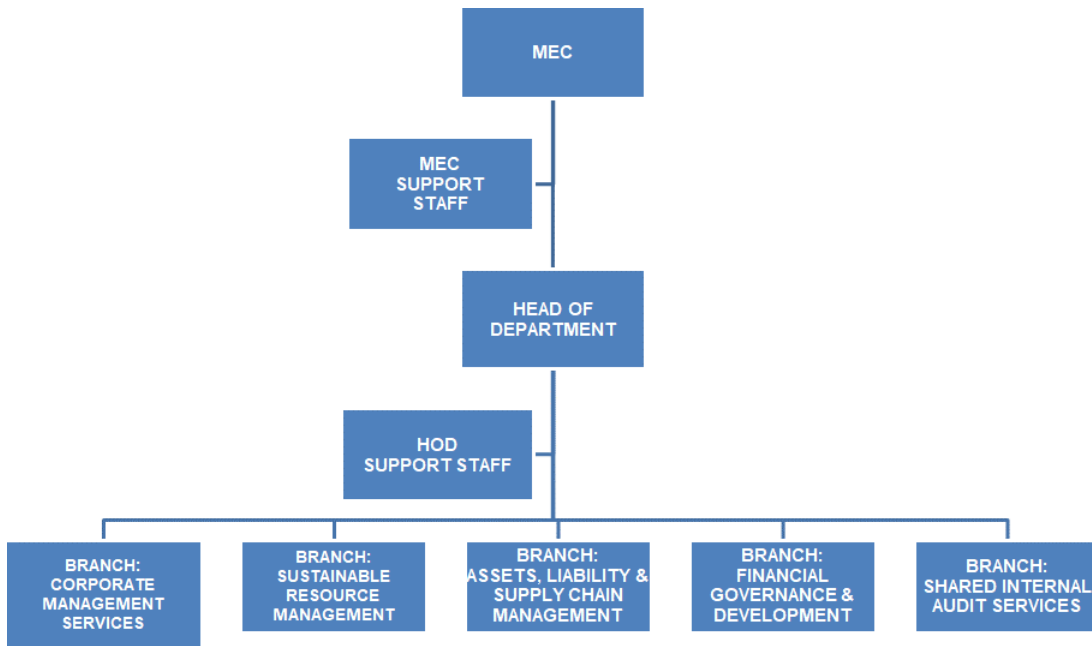 MEC
MEC
SUPPORT
STAFF
HEAD OF
DEPARTMENT
HOD
SUPPORT STAFF
BRANCH:
CORPORATE
MANAGEMENT
SERVICES
BRANCH:
SUSTAINABLE
RESOURCE
MANAGEMENT
BRANCH:
ASSETS, LIABILITY &
SUPPLY CHAIN
MANAGEMENT
BRANCH:
FINANCIAL
GOVERNANCE &
DEVELOPMENT
BRANCH:
SHARED INTERNAL
AUDIT SERVICES